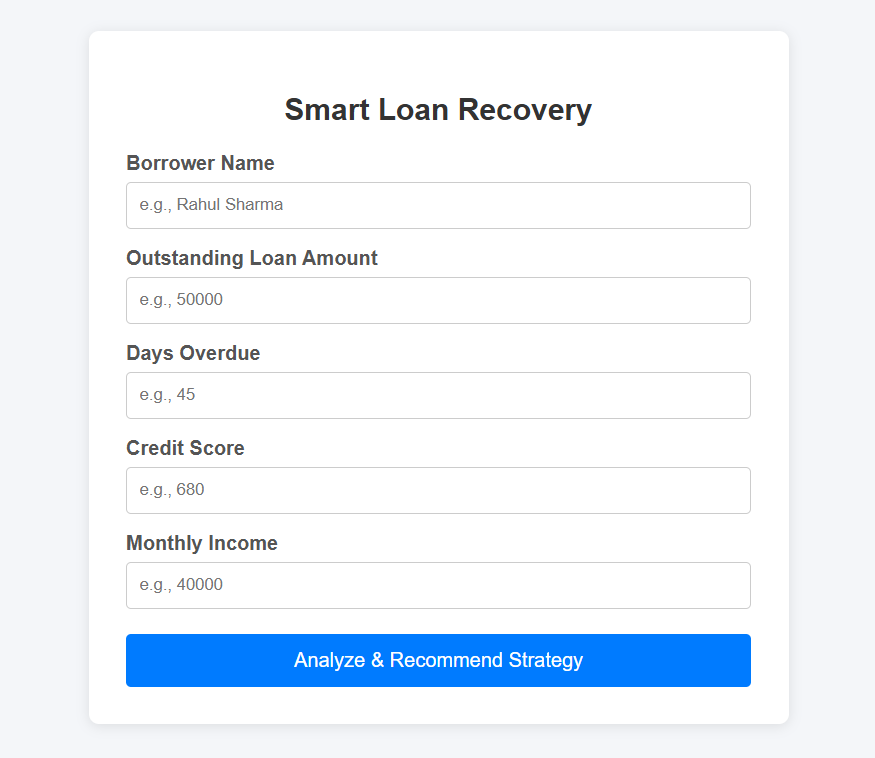 Smart Loan Recovery
Borrower Name
e.g., Rahul Sharma
Outstanding Loan Amount
e.g., 50000
Days Overdue
e.g., 45
Credit Score
e.g., 680
Monthly Income
e.g., 40000
Analyze & Recommend Strategy